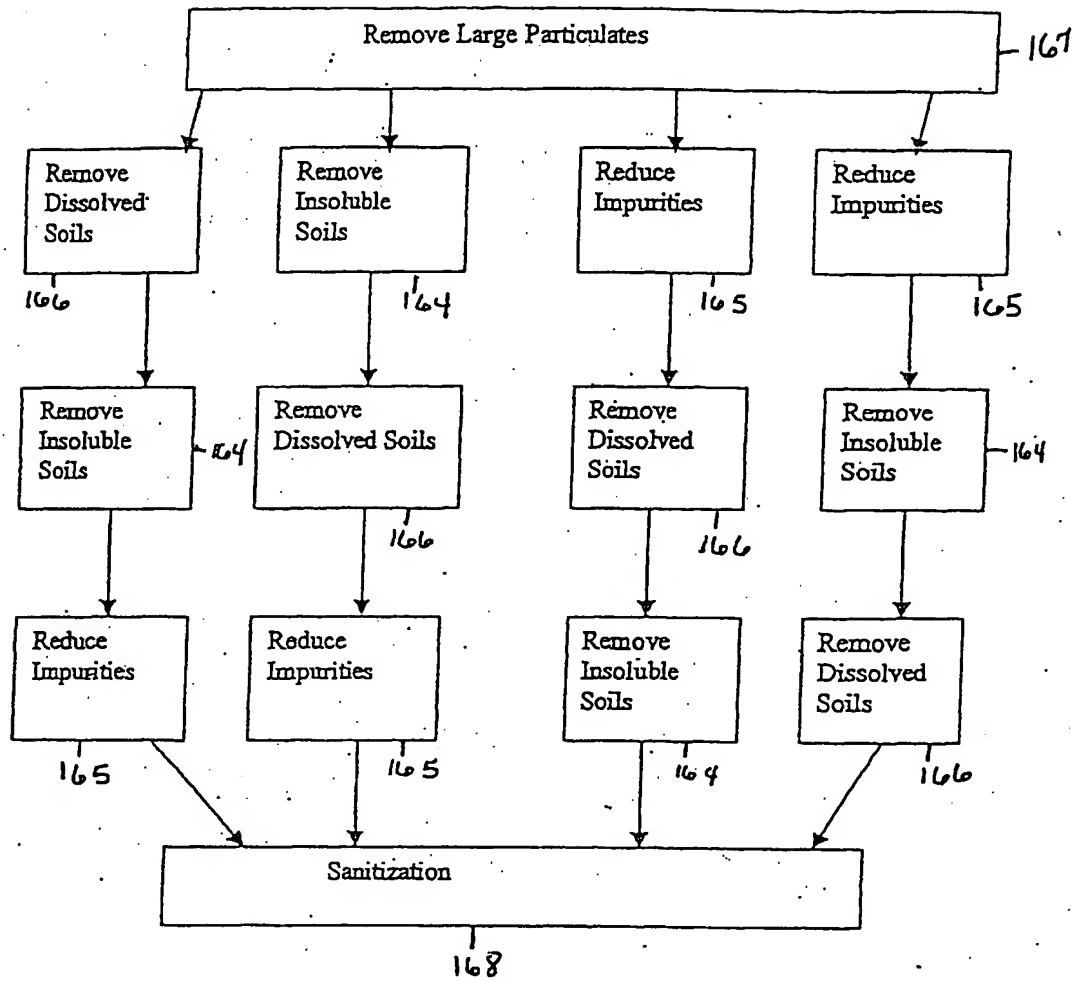 Remove Large Particulates
167
Remove
Dissolved
Soils
166
Remove
Insoluble
Soils
164
Reduce
Impurities
165
Reduce
Impurities
165
Remove
Insoluble
Soils
164
Remove
Dissolved Soils
166
Remove
Dissolved
Soils
166
Remove
Insoluble
Soils
164
Reduce
Impurities
165
Reduce
Impurities
165
Remove
Insoluble
Soils
164
Remove
Dissolved
Soils
166
Sanitization
168